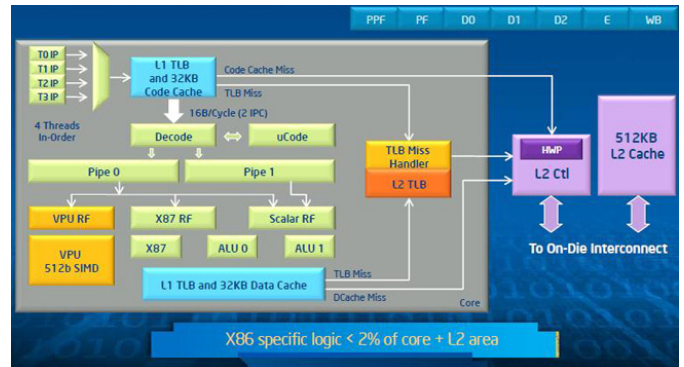 PPF PF D0 D1 D2 E WB
T0 IP
T1 IP
T2 IP
T3 IP
4 Threads
In-Order
L1 TLB
and 32KB
Code Cache
Code Cache Miss
TLB Miss
16B/Cycle (2 IPC)
Decode
uCode
Pipe 0
Pipe 1
VPU RF
X87 RF
Scalar RF
VPU
512b SIMD
X87
ALU 0
ALU 1
L1 TLB and 32KB Data Cache
TLB Miss
DCache Miss
Core
TLB Miss
Handler
L2 TLB
HWP
L2 Ctl
512KB
L2 Cache
To On-Die Interconnect
X86 specific logic < 2% of core + L2 area